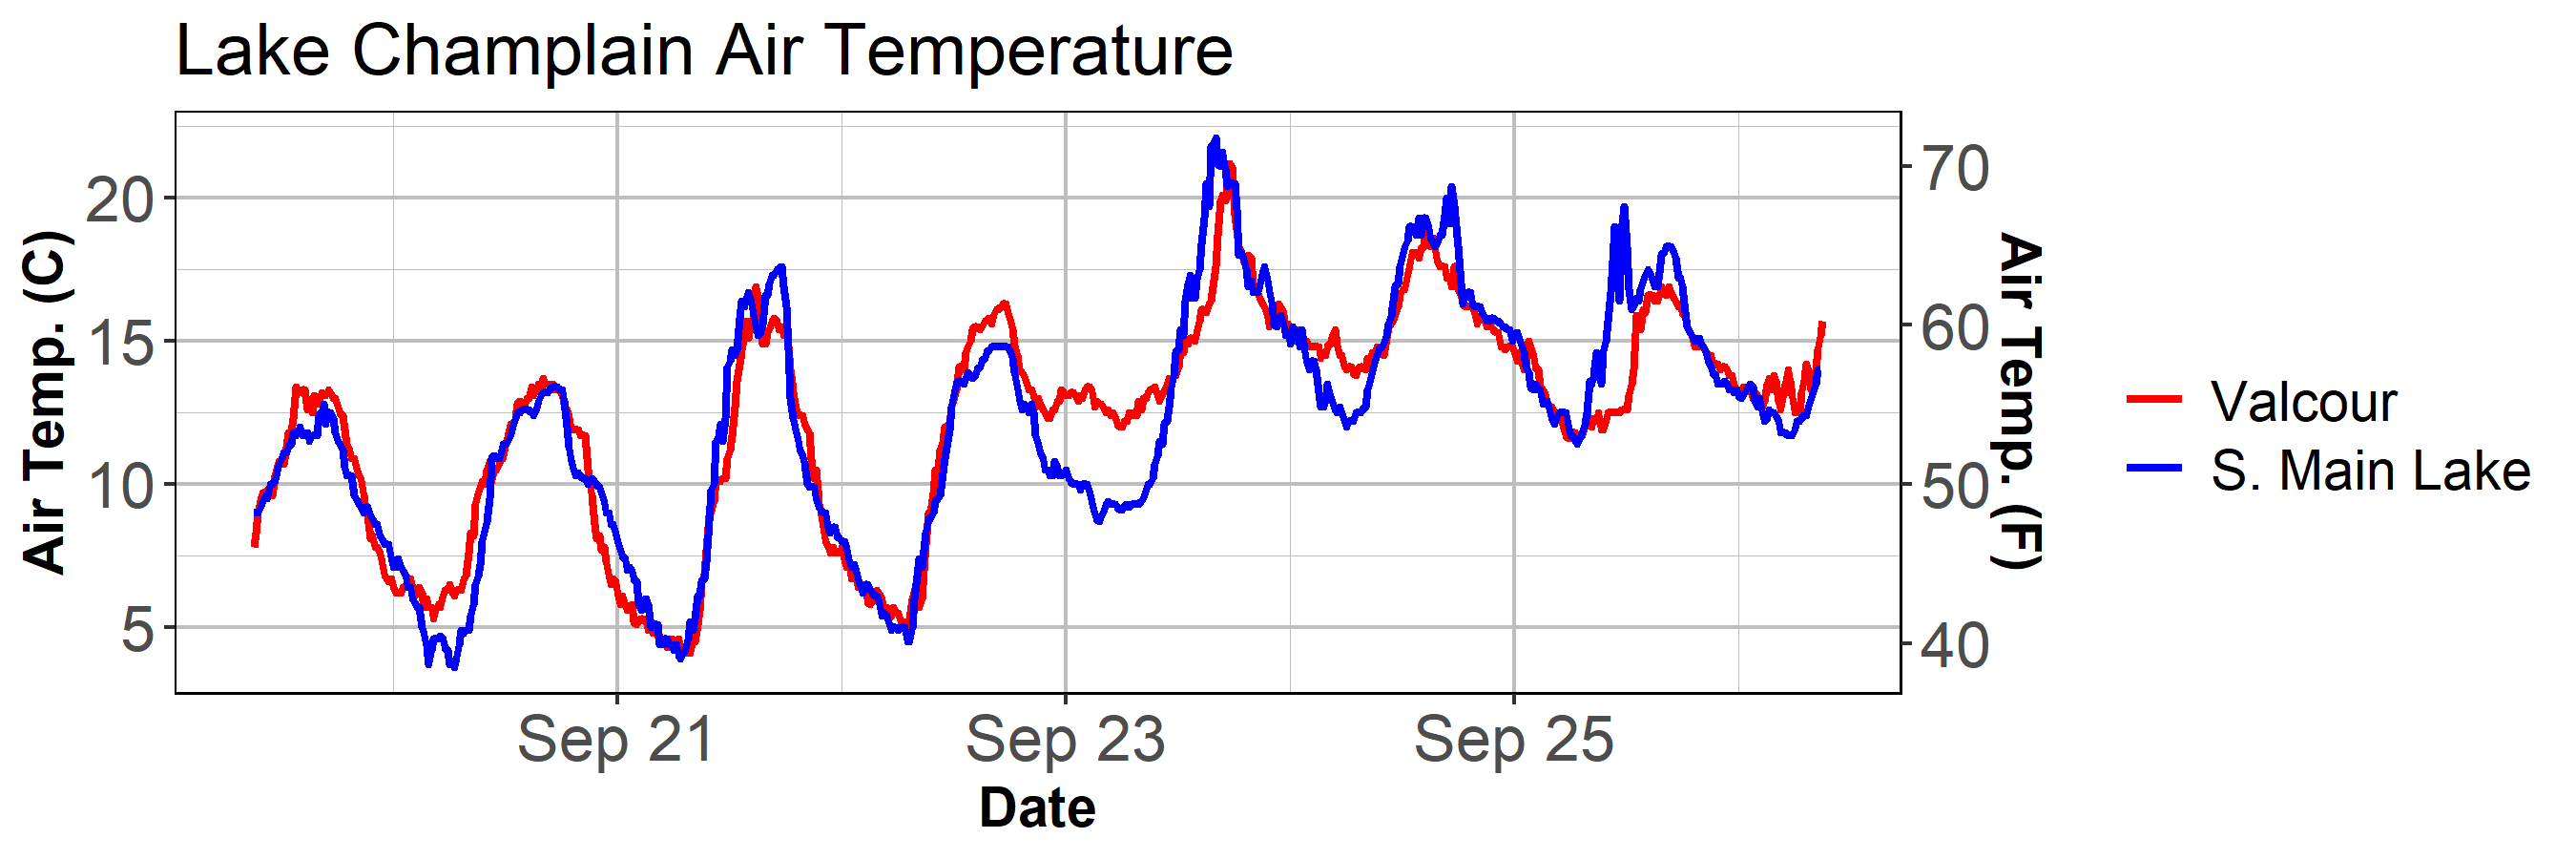 Lake Champlain Air Temperature
Air Temp. (C)
20
15
10
5
70
60
50
40
Air Temp. (F)
Sep 21
Sep 23
Sep 25
Date
Valcour
S. Main Lake